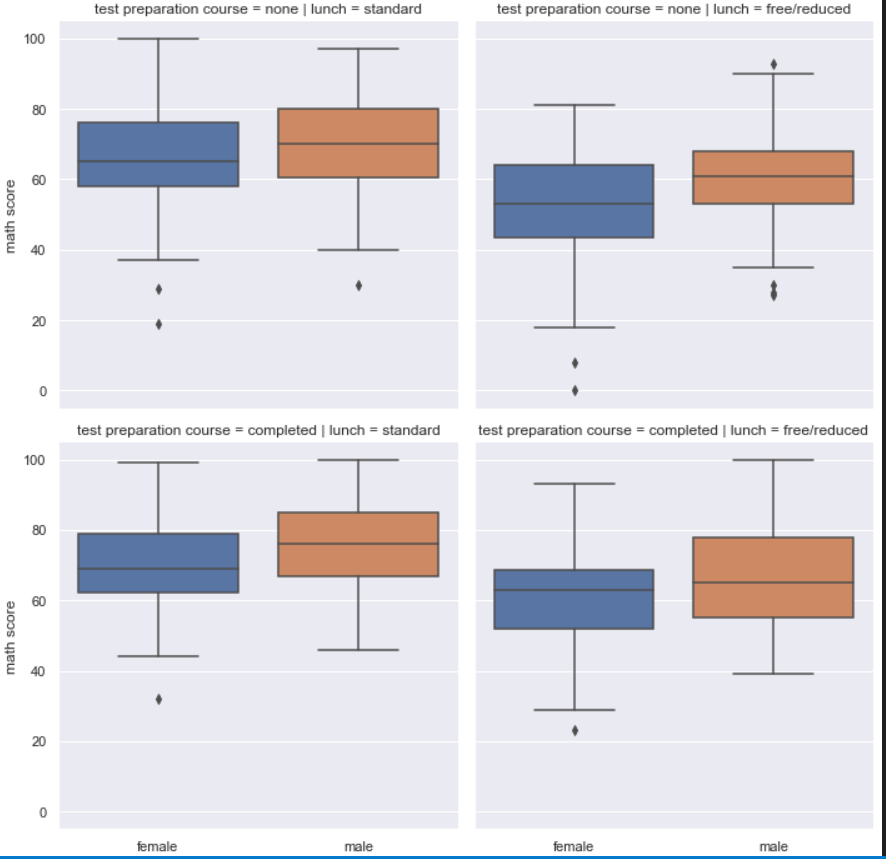 test preparation course = none | lunch = standard
test preparation course = none | lunch = free/reduced
100
80
60
40
20
0
math score
test preparation course = completed | lunch = standard
test preparation course = completed | lunch = free/reduced
100
80
60
40
20
0
math score
female
male
female
male